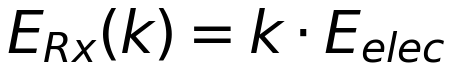 E_{Rx}(k) = k · E_{elec}